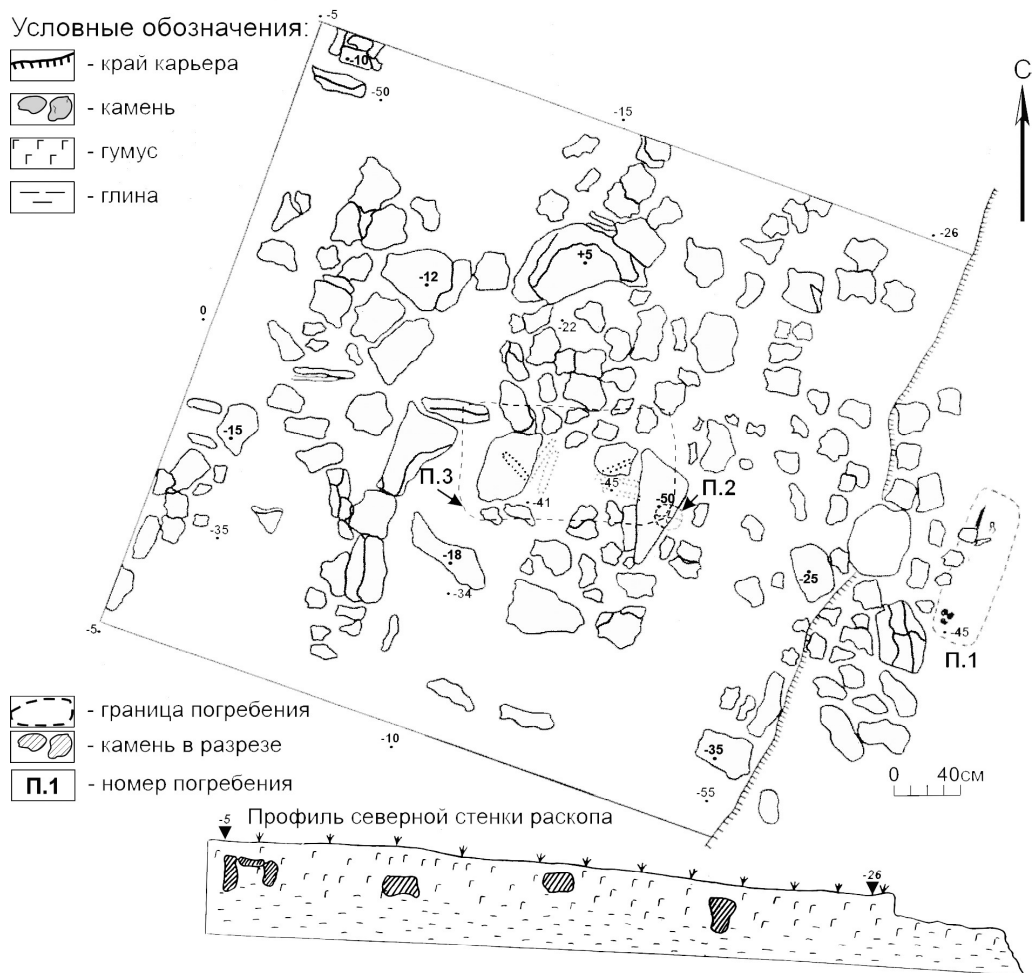 Условные обозначения:
- край карьера
- камень
- гумус
- глина
-5
-10
-50
-15
С
-26
+5
-12
-22
0
-15
П.3
-45
П.2
-41
-50
-35
-18
-25
-34
-45
П.1
-5
-10
-35
-55
0 40см
- граница погребения
- камень в разрезе
П.1 - номер погребения
Профиль северной стенки раскопа
-5
-26